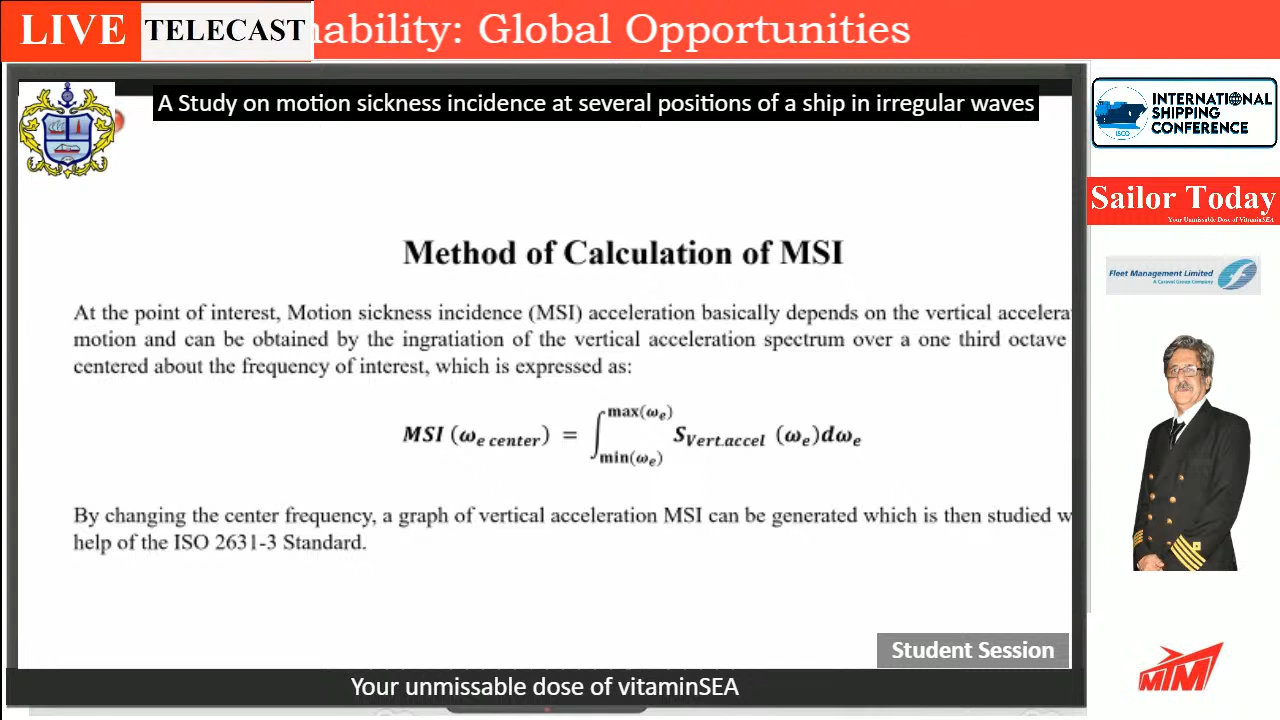 LIVE TELECAST nability: Global Opportunities
A Study on motion sickness incidence at several positions of a ship in irregular waves
INTERNATIONAL
SHIPPING
CONFERENCE
ISCO
Sailor Today
Your Unmissable Dose of VitaminSEA
Fleet Management Limited
A Caravel Group Company
Method of Calculation of MSI
At the point of interest, Motion sickness incidence (MSI) acceleration basically depends on the vertical accelera
motion and can be obtained by the ingratiation of the vertical acceleration spectrum over a one third octave
centered about the frequency of interest, which is expressed as:
MSI (ω_{e center}) = ∫_{min(ω_e)}^{max(ω_e)} S_{Vert.accel} (ω_e)dω_e
By changing the center frequency, a graph of vertical acceleration MSI can be generated which is then studied w
help of the ISO 2631-3 Standard.
Student Session
Your unmissable dose of vitaminSEA
MTM